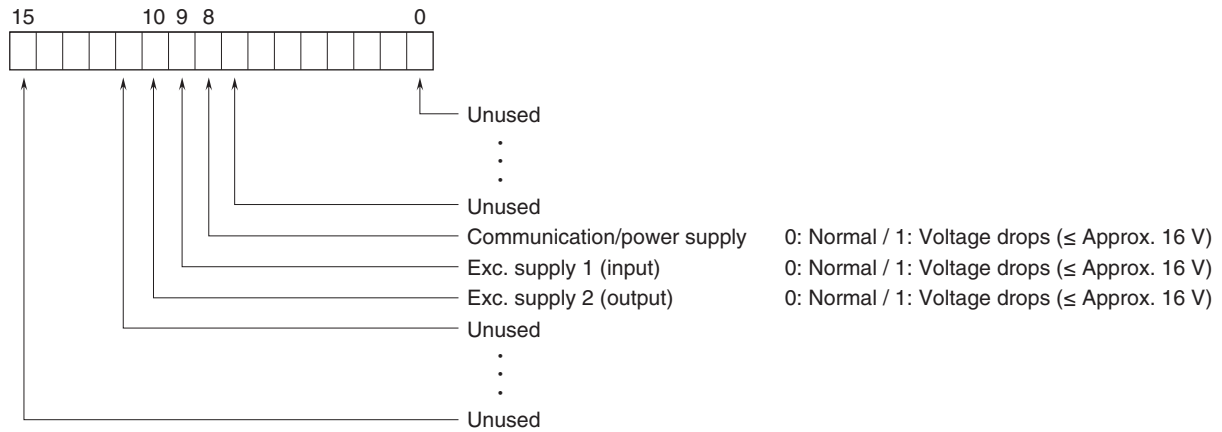 15 10 9 8 0
Unused
.
.
.
Unused
Communication/power supply 0: Normal / 1: Voltage drops (≤ Approx. 16 V)
Exc. supply 1 (input) 0: Normal / 1: Voltage drops (≤ Approx. 16 V)
Exc. supply 2 (output) 0: Normal / 1: Voltage drops (≤ Approx. 16 V)
Unused
.
.
.
Unused